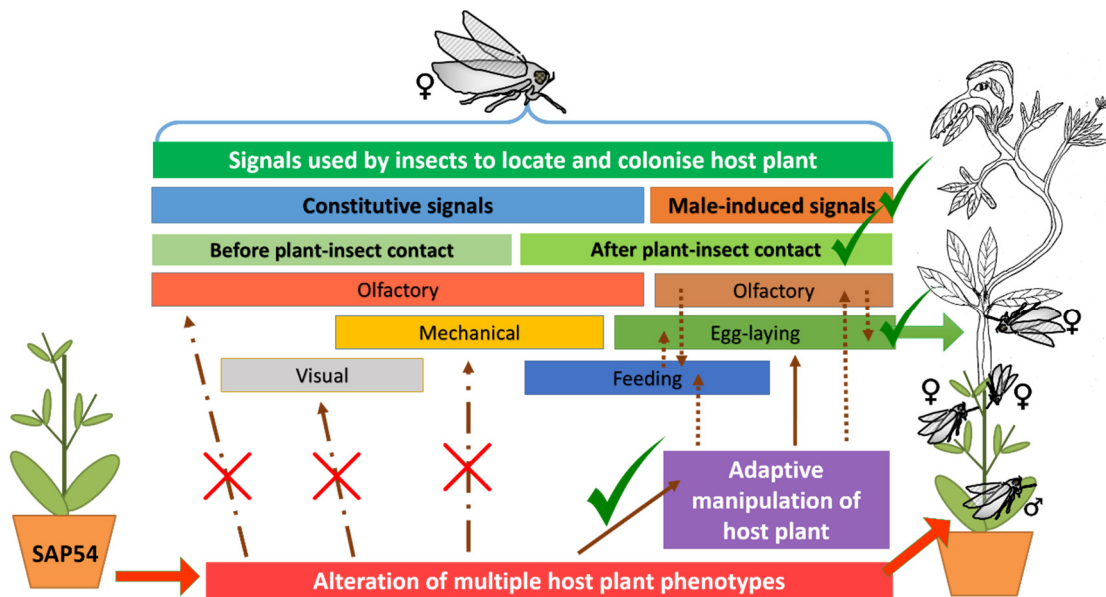 ♀
Signals used by insects to locate and colonise host plant
Constitutive signals
Male-induced signals
Before plant-insect contact
After plant-insect contact
Olfactory
Olfactory
Mechanical
Egg-laying
♀
Visual
Feeding
♀
♀
Adaptive
manipulation of
host plant
♂
SAP54
Alteration of multiple host plant phenotypes